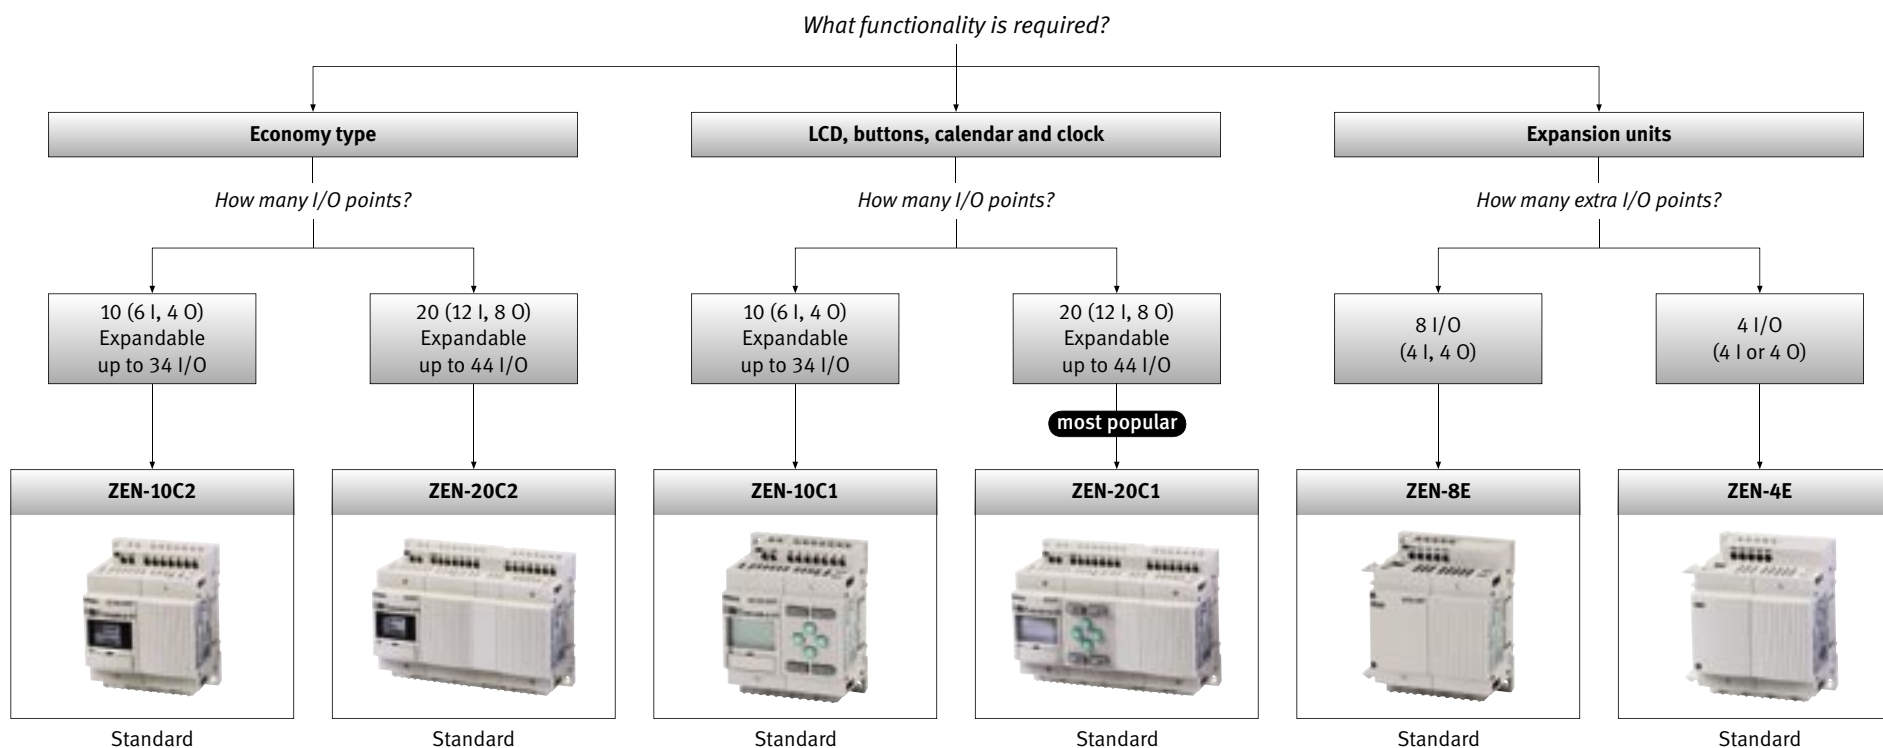 What functionality is required?
Economy type
LCD, buttons, calendar and clock
Expansion units
How many I/O points?
How many I/O points?
How many extra I/O points?
10 (6 I, 4 O)
Expandable
up to 34 I/O
20 (12 I, 8 O)
Expandable
up to 44 I/O
10 (6 I, 4 O)
Expandable
up to 34 I/O
20 (12 I, 8 O)
Expandable
up to 44 I/O
8 I/O
(4 I, 4 O)
4 I/O
(4 I or 4 O)
most popular
ZEN-10C2
ZEN-20C2
ZEN-10C1
ZEN-20C1
ZEN-8E
ZEN-4E
Standard
Standard
Standard
Standard
Standard
Standard